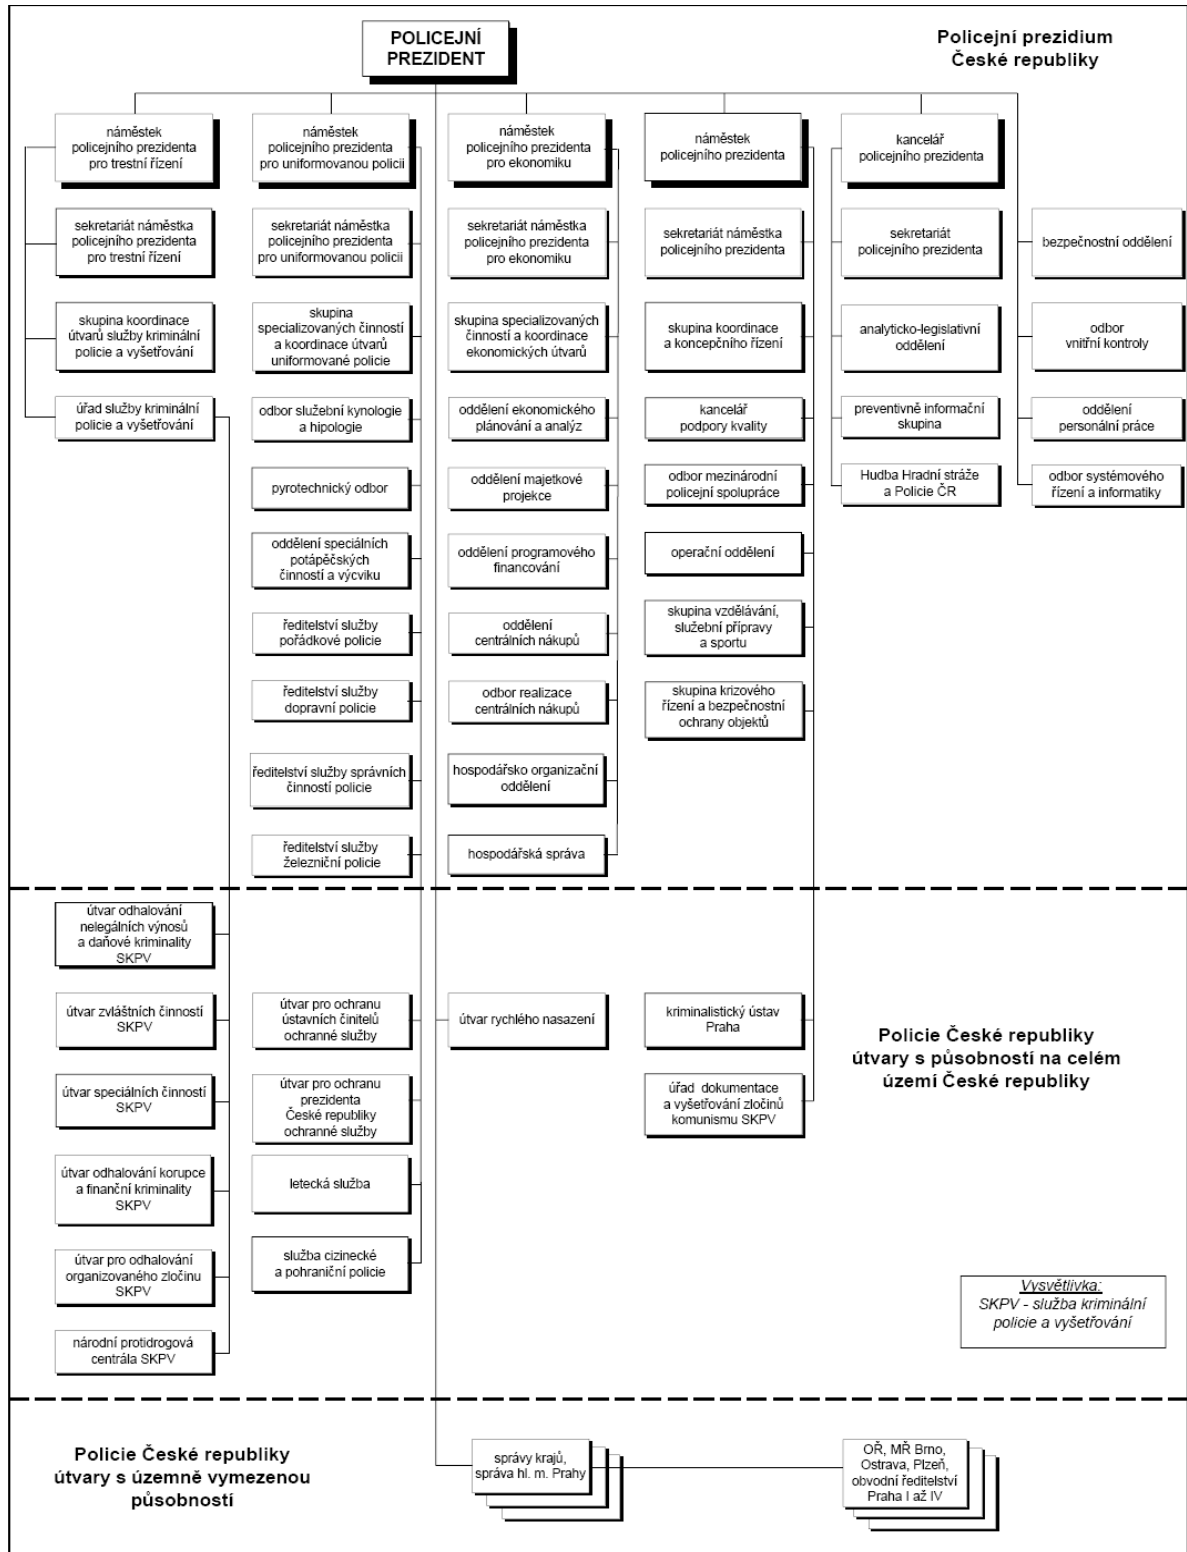 POLICEJNÍ
PREZIDENT
Policejní prezidium
České republiky
náměstek
policejního prezidenta
pro trestní řízení
náměstek
policejního prezidenta
pro uniformovanou policii
náměstek
policejního prezidenta
pro ekonomiku
náměstek
policejního prezidenta
kancelář
policejního prezidenta
sekretariát náměstka
policejního prezidenta
pro trestní řízení
sekretariát náměstka
policejního prezidenta
pro uniformovanou policii
sekretariát náměstka
policejního prezidenta
pro ekonomiku
sekretariát náměstka
policejního prezidenta
sekretariát
policejního prezidenta
bezpečnostní oddělení
skupina koordinace
útvarů služby kriminální
policie a vyšetřování
skupina
specializovaných činností
a koordinace útvarů
uniformované policie
skupina specializovaných
činností a koordinace
ekonomických útvarů
skupina koordinace
a koncepčního řízení
analyticko-legislativní
oddělení
odbor
vnitřní kontroly
úřad služby kriminální
policie a vyšetřování
odbor služební kynologie
a hipologie
oddělení ekonomického
plánování a analýz
kancelář
podpory kvality
preventivně informační
skupina
oddělení
personální práce
pyrotechnický odbor
oddělení majetkové
projekce
odbor mezinárodní
policejní spolupráce
Hudba Hradní stráže
a Policie ČR
odbor systémového
řízení a informatiky
oddělení speciálních
potápěčských
činností a výcviku
oddělení programového
financování
operační oddělení
ředitelství služby
pořádkové policie
oddělení
centrálních nákupů
skupina vzdělávání,
služební přípravy
a sportu
ředitelství služby
dopravní policie
odbor realizace
centrálních nákupů
skupina krizového
řízení a bezpečnostní
ochrany objektů
ředitelství služby správních
činností policie
hospodářsko organizační
oddělení
ředitelství služby
železniční policie
hospodářská správa
útvar odhalování
nelegálních výnosů
a daňové kriminality
SKPV
útvar zvláštních činností
SKPV
útvar pro ochranu
ústavních činitelů
ochranné služby
útvar rychlého nasazení
kriminalistický ústav
Praha
Policie České republiky
útvary s působností na celém
území České republiky
útvar speciálních činností
SKPV
útvar pro ochranu
prezidenta
České republiky
ochranné služby
úřad dokumentace
a vyšetřování zločinů
komunismu SKPV
útvar odhalování korupce
a finanční kriminality
SKPV
letecká služba
útvar pro odhalování
organizovaného zločinu
SKPV
služba cizinecké
a pohraniční policie
Vysvětlivka:
SKPV - služba kriminální
policie a vyšetřování
národní protidrogová
centrála SKPV
Policie České republiky
útvary s územně vymezenou
působností
správy krajů,
správa hl. m. Prahy
OŘ, MŘ Brno,
Ostrava, Plzeň,
obvodní ředitelství
Praha I až IV